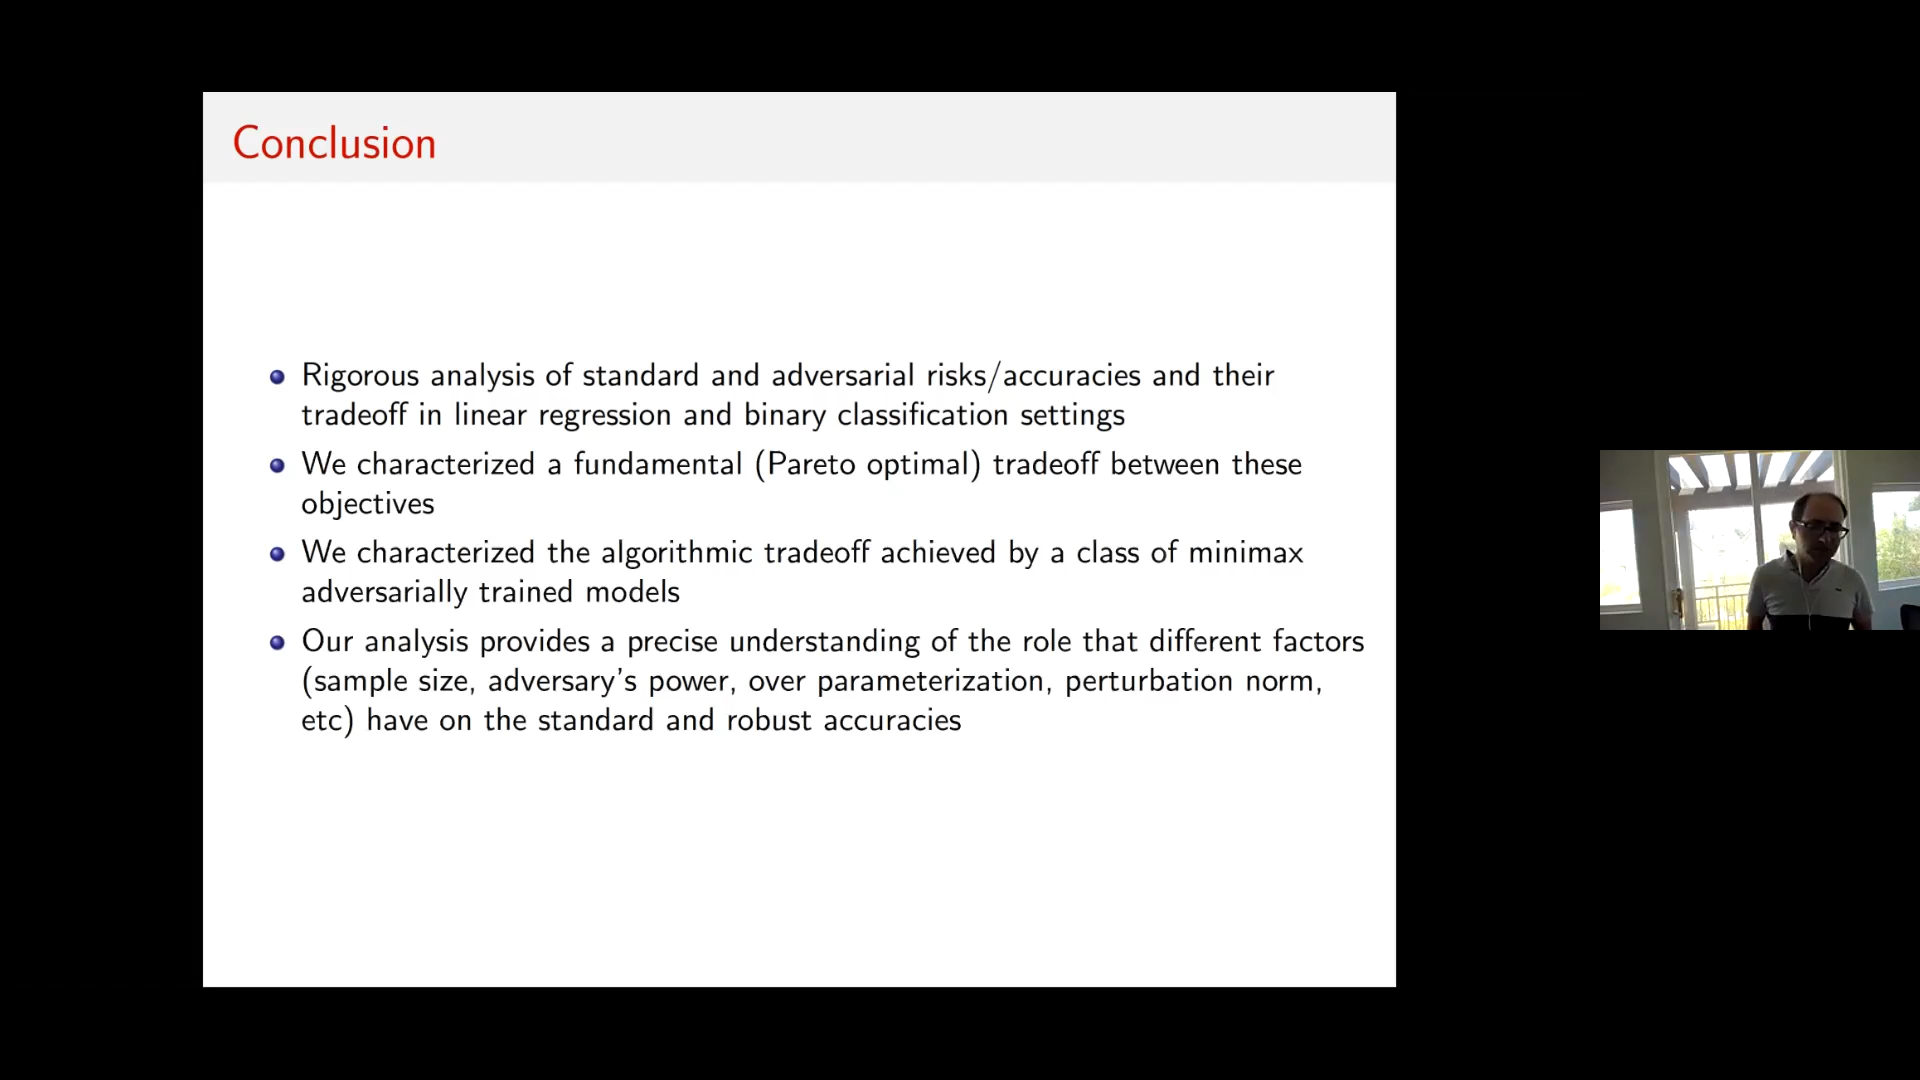 Conclusion
Rigorous analysis of standard and adversarial risks/accuracies and their
tradeoff in linear regression and binary classification settings
We characterized a fundamental (Pareto optimal) tradeoff between these
objectives
We characterized the algorithmic tradeoff achieved by a class of minimax
adversarially trained models
Our analysis provides a precise understanding of the role that different factors
(sample size, adversary's power, over parameterization, perturbation norm,
etc) have on the standard and robust accuracies